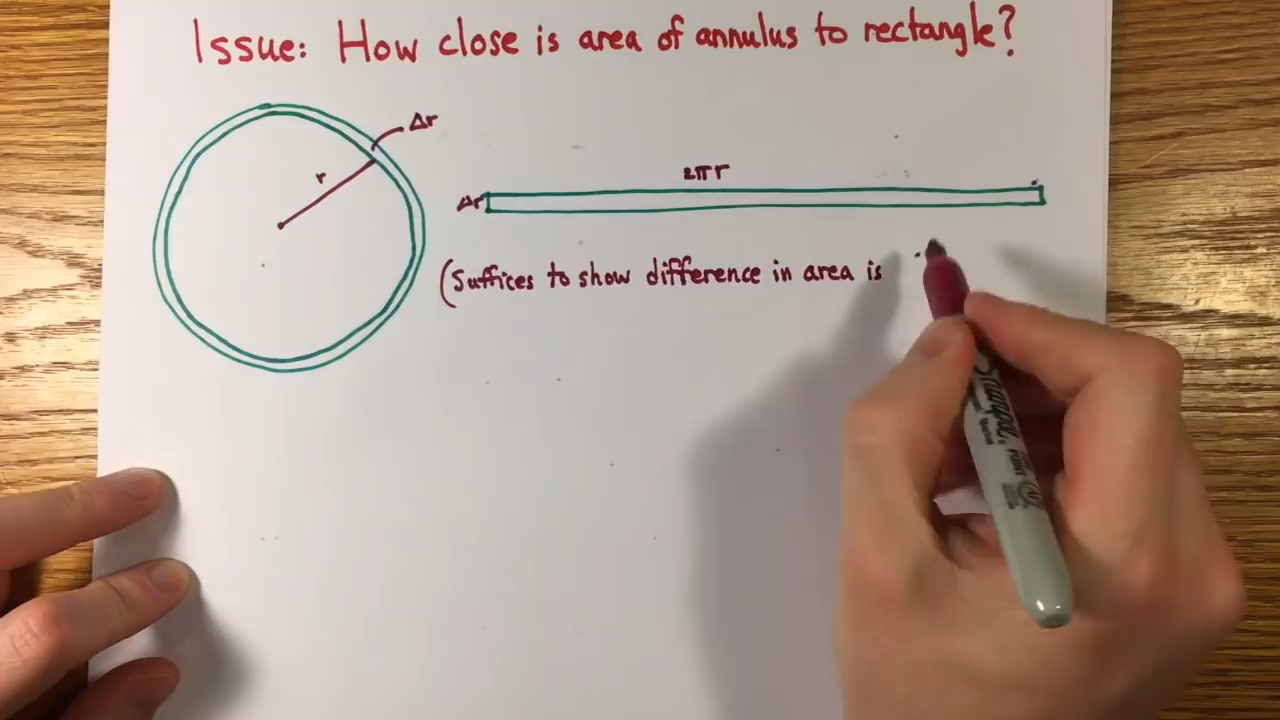 Issue: How close is area of annulus to rectangle?
Δr
r
2πr
Δr
(Suffices to show difference in area is
Sharpie